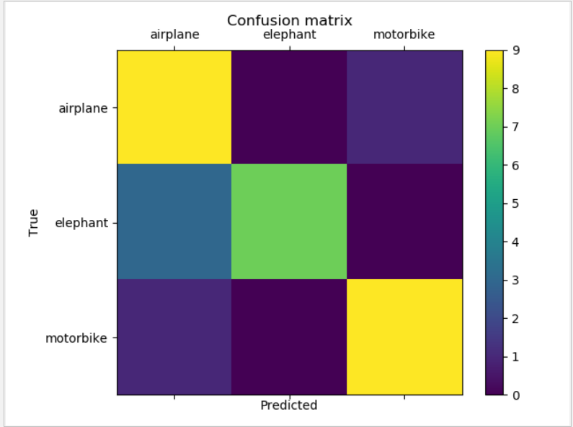 Confusion matrix
airplane elephant motorbike
airplane
elephant
motorbike
True
Predicted
9
8
7
6
5
4
3
2
1
0